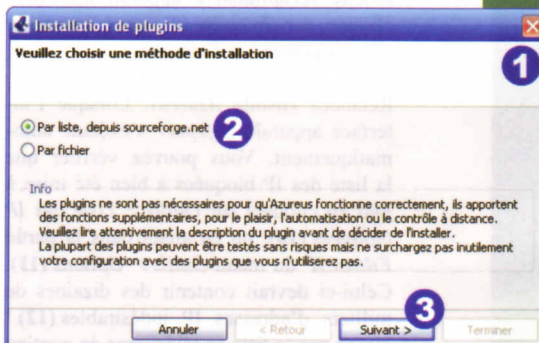 Installation de plugins
Veuillez choisir une méthode d'installation
1
Par liste, depuis sourceforge.net
2
Par fichier
Info
Les plugins ne sont pas nécessaires pour qu'Azureus fonctionne correctement, ils apportent
des fonctions supplémentaires, pour le plaisir, l'automatisation ou le contrôle à distance.
Veuillez lire attentivement la description du plugin avant de décider de l'installer.
La plupart des plugins peuvent être testés sans risques mais ne surchargez pas inutilement
votre configuration avec des plugins que vous n'utiliserez pas.
3
Annuler
< Retour
Suivant >
Terminer